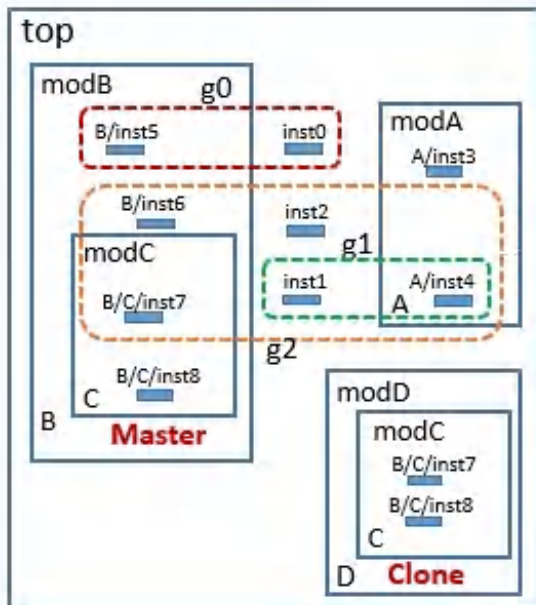 top
modB
g0
B/inst5
inst0
modA
A/inst3
B/inst6
inst2
modC
g1
B/C/inst7
inst1
A/inst4
A
g2
B/C/inst8
C
B
Master
modD
modC
B/C/inst7
B/C/inst8
C
D
Clone